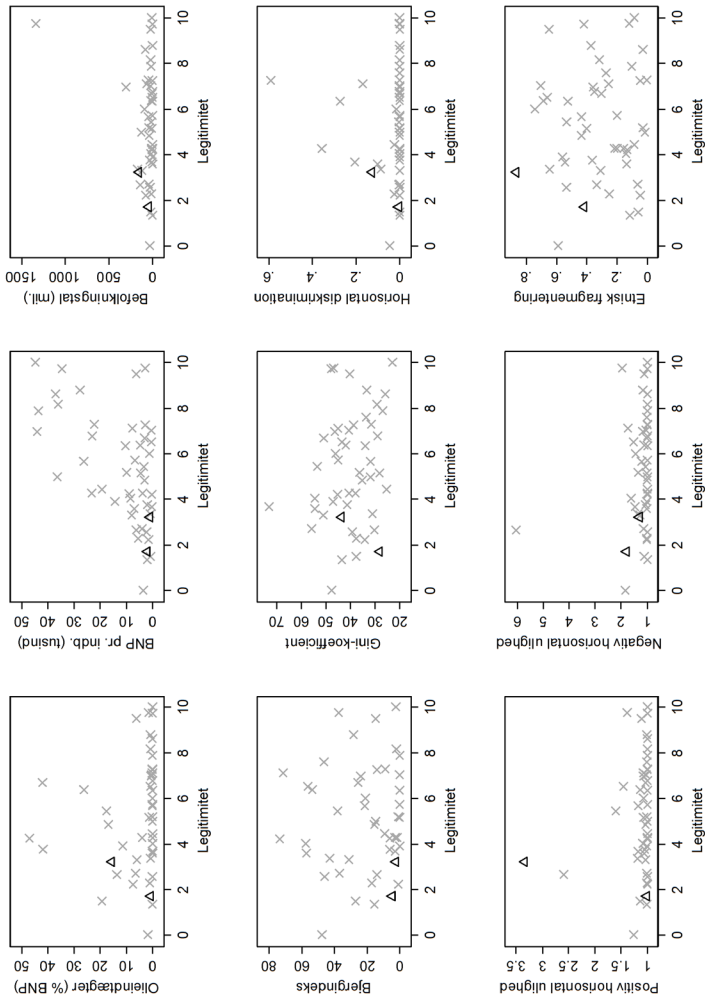 Olieindtægter (% BNP)
0 10 20 30 40 50
0 2 4 6 8 10
Legitimitet
BNP pr. indb. (tusind)
0 10 20 30 40 50
0 2 4 6 8 10
Legitimitet
Befolkningstal (mil.)
0 500 1000 1500
0 2 4 6 8 10
Legitimitet
Bjergindeks
0 20 40 60 80
0 2 4 6 8 10
Legitimitet
Gini-koefficient
20 30 40 50 60 70
0 2 4 6 8 10
Legitimitet
Horisontal diskrimination
0 .2 .4 .6
0 2 4 6 8 10
Legitimitet
Positiv horisontal ulighed
1 1.5 2 2.5 3 3.5
0 2 4 6 8 10
Legitimitet
Negativ horisontal ulighed
1 2 3 4 5 6
0 2 4 6 8 10
Legitimitet
Etnisk fragmentering
0 .2 .4 .6 .8
0 2 4 6 8 10
Legitimitet